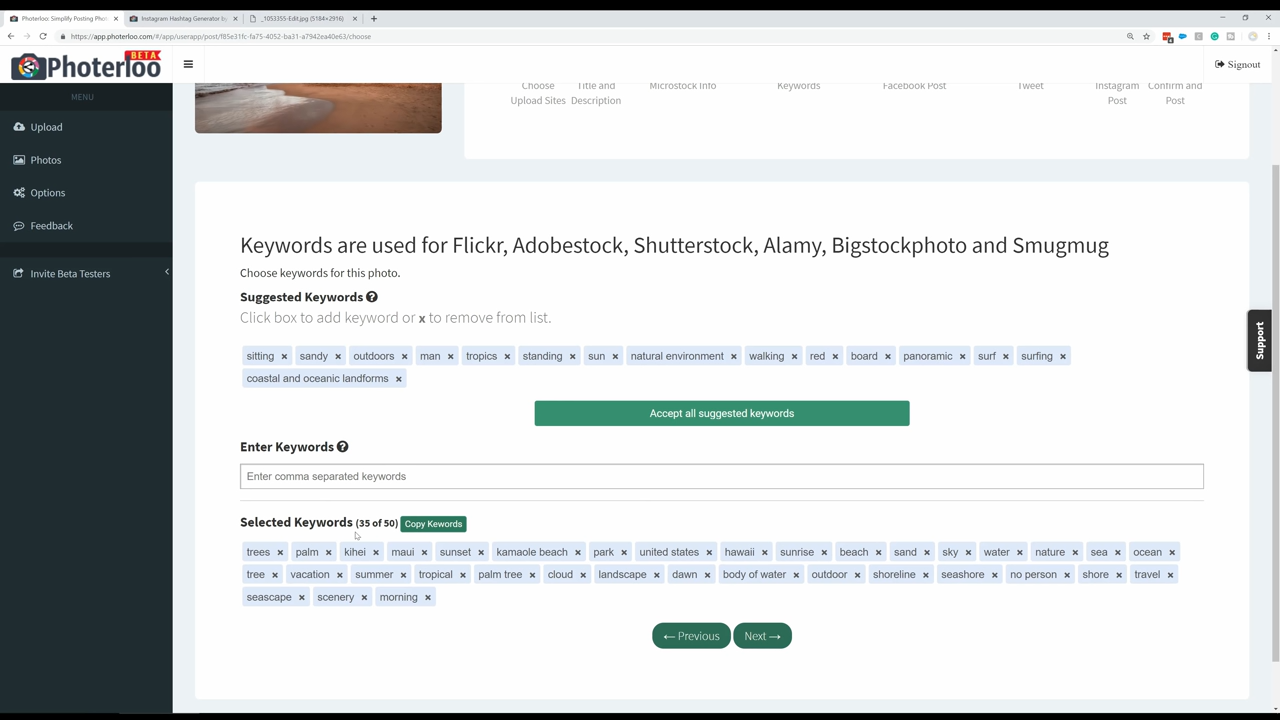 Photerloo: Simplify Posting Phot
Instagram Hashtag Generator b
_1053355-Edit.jpg (5184×2916)
https://app.photerloo.com/#/app/userapp/post/f85e31fc-fa75-4052-ba31-a7942ea40e63/choose
Photerloo
BETA
Signout
MENU
Upload
Photos
Options
Feedback
Invite Beta Testers
Choose
Upload Sites
Title and
Description
Microstock Info
Keywords
Facebook Post
Tweet
Instagram
Post
Confirm and
Post
Keywords are used for Flickr, Adobestock, Shutterstock, Alamy, Bigstockphoto and Smugmug
Choose keywords for this photo.
Suggested Keywords
Click box to add keyword or x to remove from list.
sitting × sandy × outdoors × man × tropics × standing × sun × natural environment × walking × red × board × panoramic × surf × surfing ×
coastal and oceanic landforms ×
Accept all suggested keywords
Enter Keywords
Enter comma separated keywords
Selected Keywords (35 of 50) Copy Kewords
trees × palm × kihei × maui × sunset × kamaole beach × park × united states × hawaii × sunrise × beach × sand × sky × water × nature × sea × ocean ×
tree × vacation × summer × tropical × palm tree × cloud × landscape × dawn × body of water × outdoor × shoreline × seashore × no person × shore × travel ×
seascape × scenery × morning ×
← Previous
Next →
Support